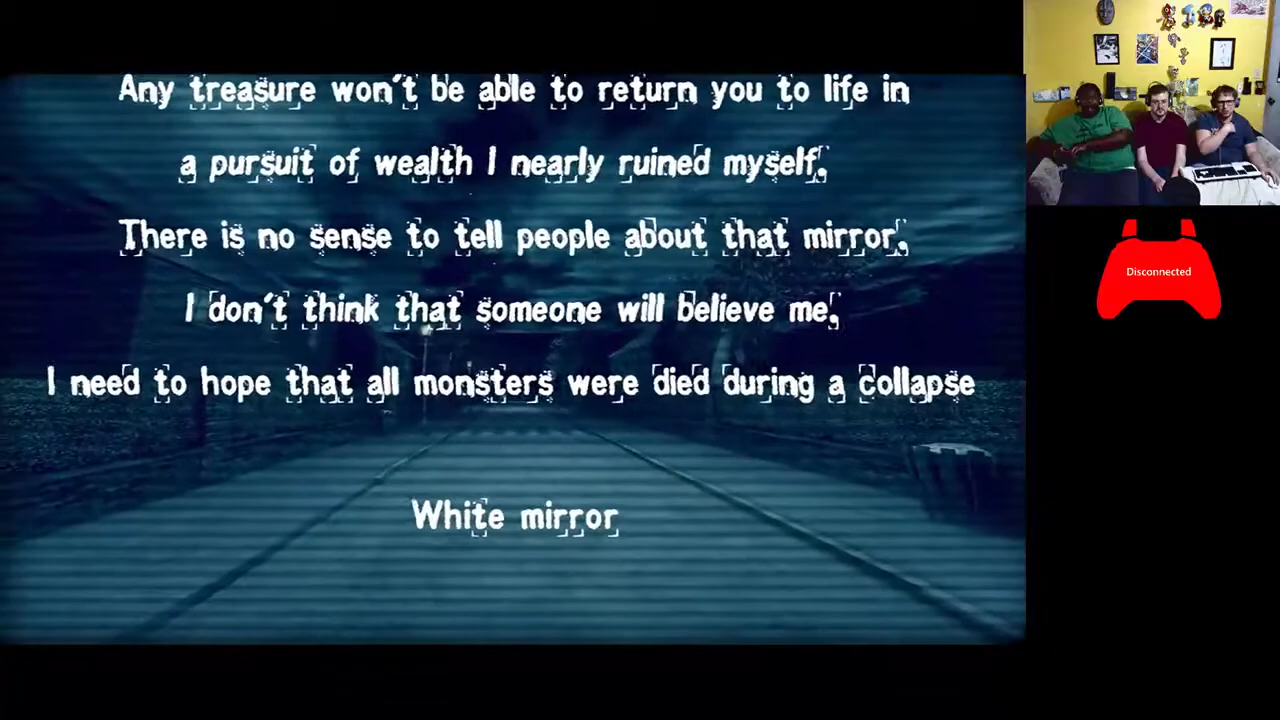 Any treasure won't be able to return you to life in
a pursuit of wealth I nearly ruined myself.
There is no sense to tell people about that mirror.
I don't think that someone will believe me.
I need to hope that all monsters were died during a collapse
White mirror
Disconnected